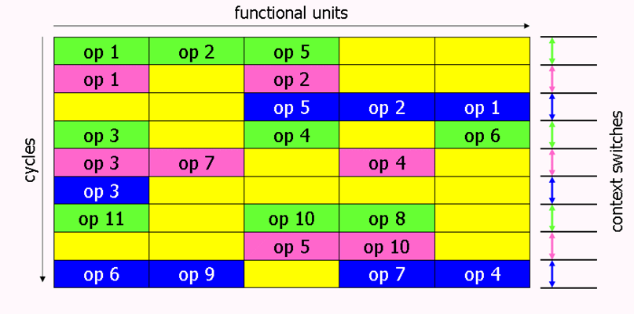 functional units
op 1 op 2 op 5
op 1 op 2
op 5 op 2 op 1
op 3 op 4 op 6
op 3 op 7 op 4
op 3
op 11 op 10 op 8
op 5 op 10
op 6 op 9 op 7 op 4
cycles
context switches